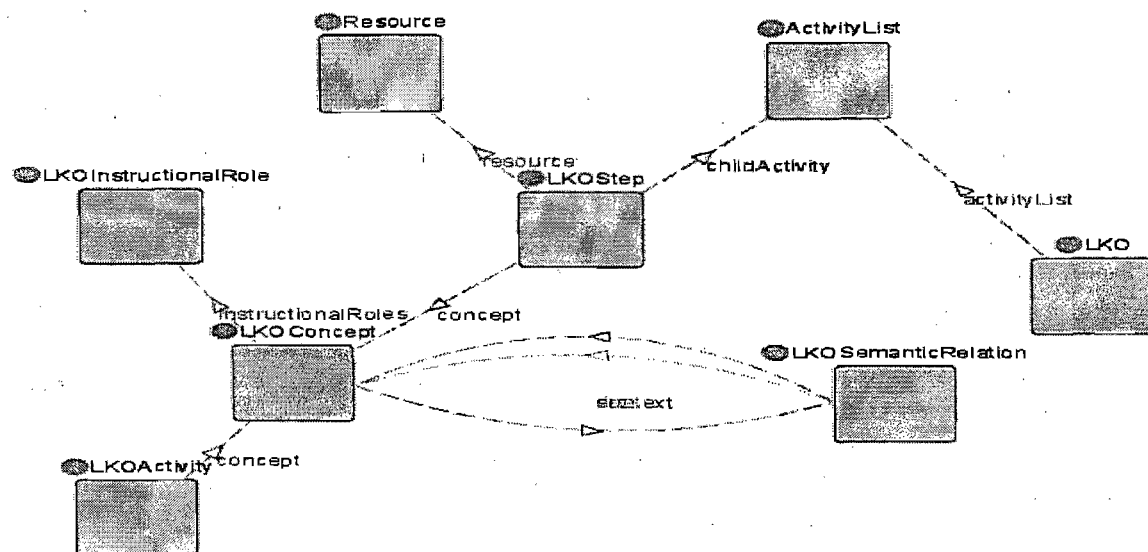 Resource
ActivityList
resource
childActivity
LKOInstructionalRole
LKOStep
activityList
LKO
instructionalRoles
concept
LKOConcept
LKOSemanticRelation
LKOActivity
concept